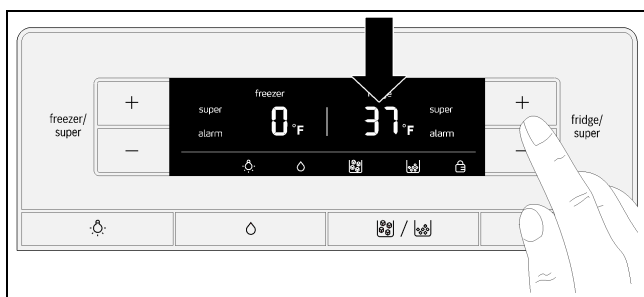 freezer
super
super
0 °F
37 °F
alarm
alarm
freezer/
super
+
−
+
−
fridge/
super
/